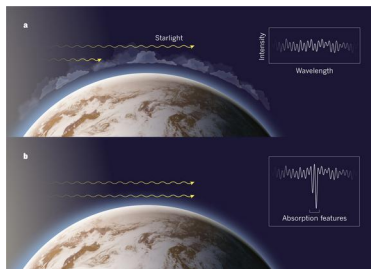 a
Starlight
Intensity
Wavelength
b
Absorption features